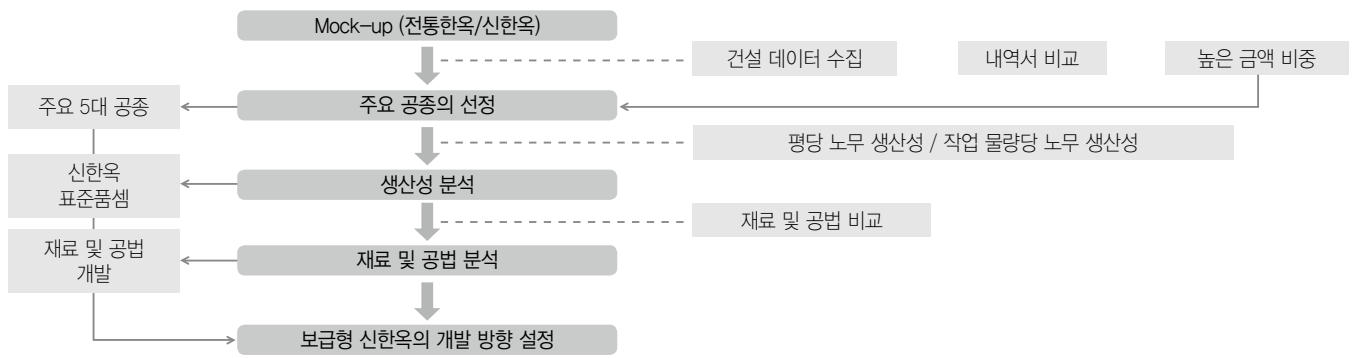 Mock-up (전통한옥/신한옥)
건설 데이터 수집
내역서 비교
높은 금액 비중
주요 5대 공종
주요 공종의 선정
평당 노무 생산성 / 작업 물량당 노무 생산성
신한옥
표준품셈
생산성 분석
재료 및 공법 비교
재료 및 공법
개발
재료 및 공법 분석
보급형 신한옥의 개발 방향 설정